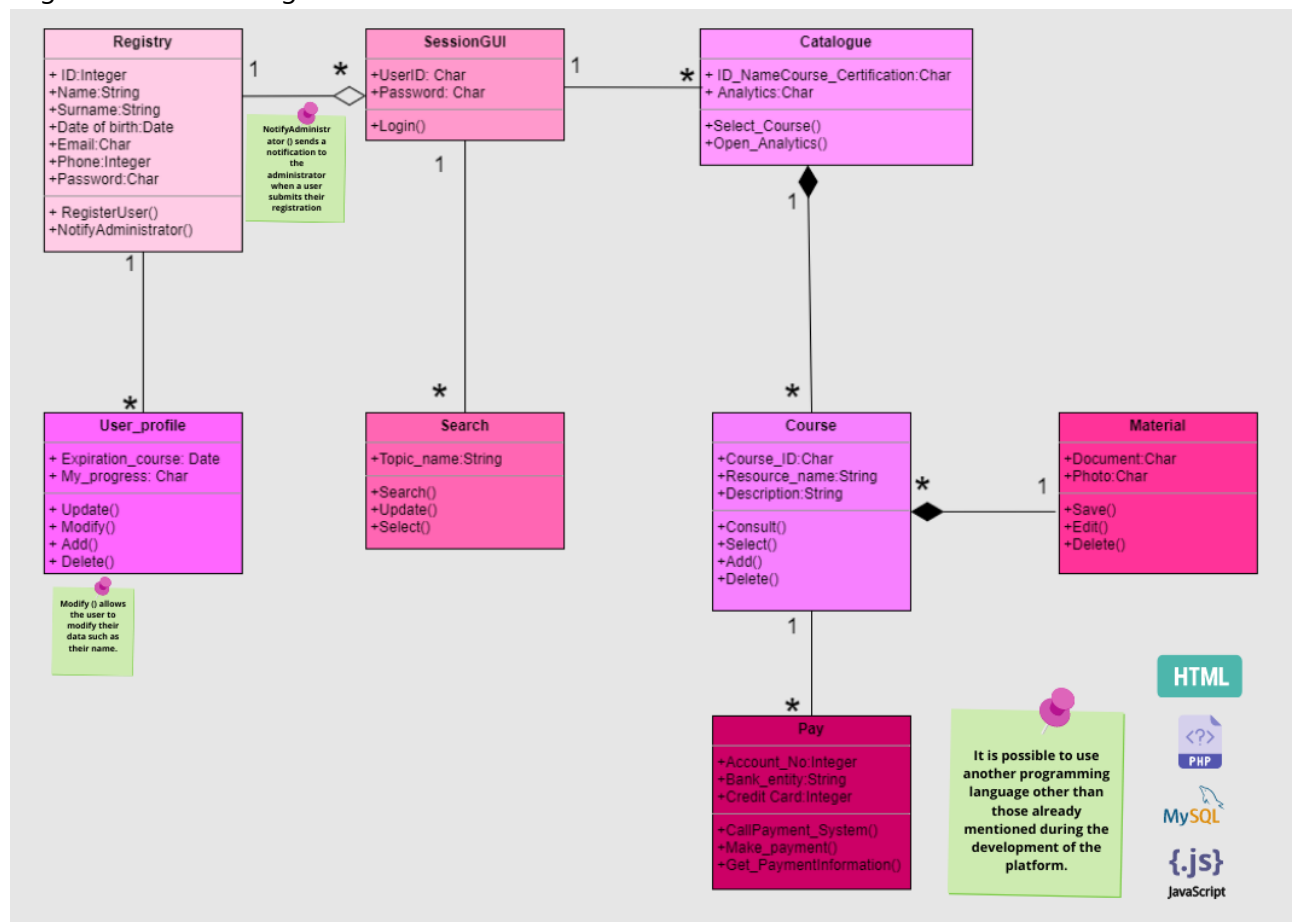 Registry
+ ID:Integer
+Name:String
+Surname:String
+Date of birth:Date
+Email:Char
+Phone:Integer
+Password:Char
+ RegisterUser()
+NotifyAdministrator()
1
*
NotifyAdministr
ator () sends a
notification to
the
administrator
when a user
submits their
registration
SessionGUI
+UserID: Char
+Password: Char
+Login()
1
*
Catalogue
+ ID_NameCourse_Certification:Char
+ Analytics:Char
+Select_Course()
+Open_Analytics()
1
*
1
*
1
*
User_profile
+ Expiration_course: Date
+ My_progress: Char
+ Update()
+ Modify()
+ Add()
+ Delete()
Modify () allows
the user to
modify their
data such as
their name.
Search
+Topic_name:String
+Search()
+Update()
+Select()
Course
+Course_ID:Char
+Resource_name:String
+Description:String
+Consult()
+Select()
+Add()
+Delete()
*
1
Material
+Document:Char
+Photo:Char
+Save()
+Edit()
+Delete()
1
*
Pay
+Account_No:Integer
+Bank_entity:String
+Credit Card:Integer
+CallPayment_System()
+Make_payment()
+Get_PaymentInformation()
It is possible to use
another programming
language other than
those already
mentioned during the
development of the
platform.
HTML
<?>
PHP
MySQL
{.js}
JavaScript